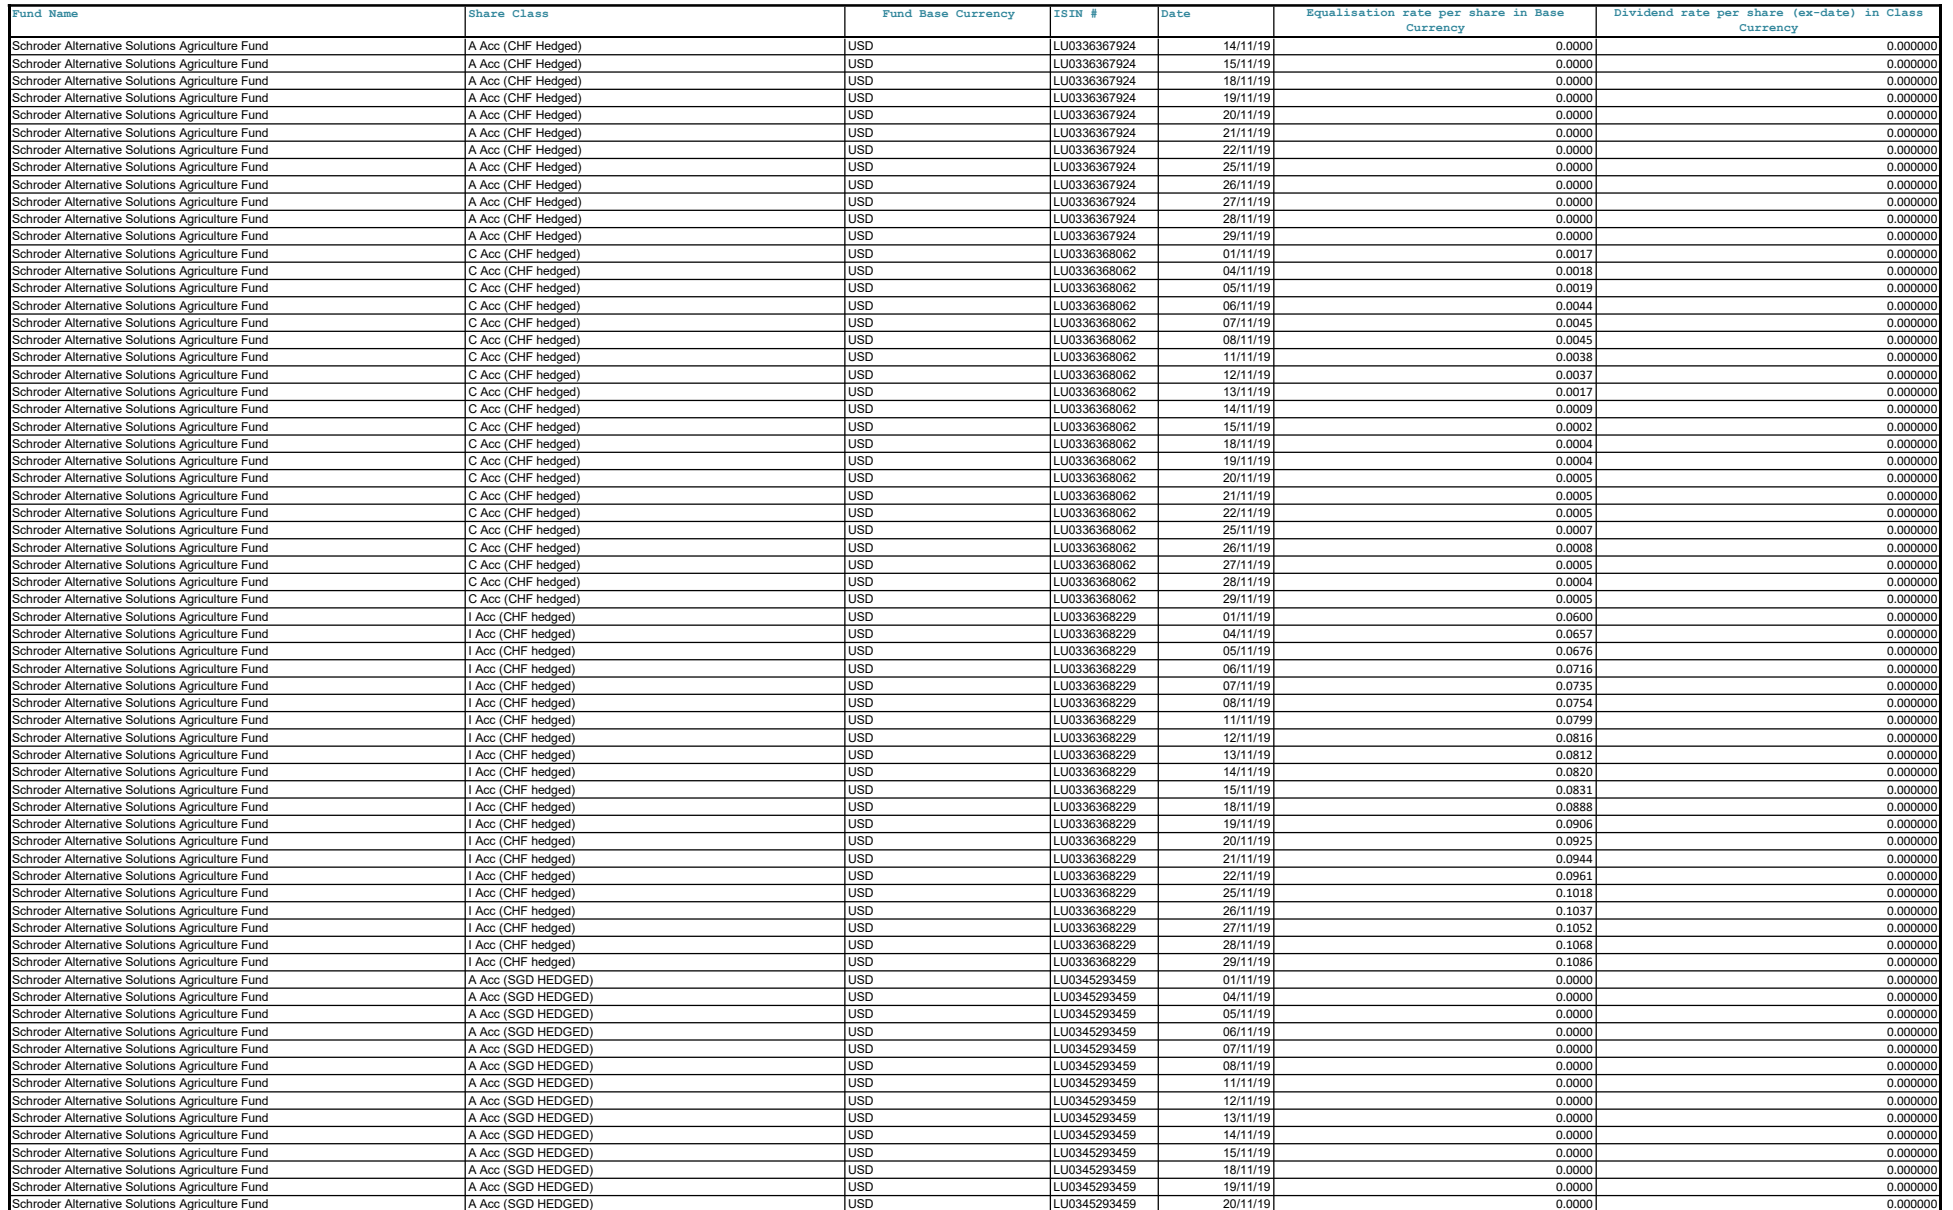 Fund Name Share Class Fund Base Currency ISIN # Date Equalisation rate per share in Base Dividend rate per share (ex-date) in Class
Currency Currency
Schroder Alternative Solutions Agriculture Fund A Acc (CHF Hedged) USD LU0336367924 14/11/19 0.0000 0.000000
Schroder Alternative Solutions Agriculture Fund A Acc (CHF Hedged) USD LU0336367924 15/11/19 0.0000 0.000000
Schroder Alternative Solutions Agriculture Fund A Acc (CHF Hedged) USD LU0336367924 18/11/19 0.0000 0.000000
Schroder Alternative Solutions Agriculture Fund A Acc (CHF Hedged) USD LU0336367924 19/11/19 0.0000 0.000000
Schroder Alternative Solutions Agriculture Fund A Acc (CHF Hedged) USD LU0336367924 20/11/19 0.0000 0.000000
Schroder Alternative Solutions Agriculture Fund A Acc (CHF Hedged) USD LU0336367924 21/11/19 0.0000 0.000000
Schroder Alternative Solutions Agriculture Fund A Acc (CHF Hedged) USD LU0336367924 22/11/19 0.0000 0.000000
Schroder Alternative Solutions Agriculture Fund A Acc (CHF Hedged) USD LU0336367924 25/11/19 0.0000 0.000000
Schroder Alternative Solutions Agriculture Fund A Acc (CHF Hedged) USD LU0336367924 26/11/19 0.0000 0.000000
Schroder Alternative Solutions Agriculture Fund A Acc (CHF Hedged) USD LU0336367924 27/11/19 0.0000 0.000000
Schroder Alternative Solutions Agriculture Fund A Acc (CHF Hedged) USD LU0336367924 28/11/19 0.0000 0.000000
Schroder Alternative Solutions Agriculture Fund A Acc (CHF Hedged) USD LU0336367924 29/11/19 0.0000 0.000000
Schroder Alternative Solutions Agriculture Fund C Acc (CHF hedged) USD LU0336368062 01/11/19 0.0017 0.000000
Schroder Alternative Solutions Agriculture Fund C Acc (CHF hedged) USD LU0336368062 04/11/19 0.0018 0.000000
Schroder Alternative Solutions Agriculture Fund C Acc (CHF hedged) USD LU0336368062 05/11/19 0.0019 0.000000
Schroder Alternative Solutions Agriculture Fund C Acc (CHF hedged) USD LU0336368062 06/11/19 0.0044 0.000000
Schroder Alternative Solutions Agriculture Fund C Acc (CHF hedged) USD LU0336368062 07/11/19 0.0045 0.000000
Schroder Alternative Solutions Agriculture Fund C Acc (CHF hedged) USD LU0336368062 08/11/19 0.0045 0.000000
Schroder Alternative Solutions Agriculture Fund C Acc (CHF hedged) USD LU0336368062 11/11/19 0.0038 0.000000
Schroder Alternative Solutions Agriculture Fund C Acc (CHF hedged) USD LU0336368062 12/11/19 0.0037 0.000000
Schroder Alternative Solutions Agriculture Fund C Acc (CHF hedged) USD LU0336368062 13/11/19 0.0017 0.000000
Schroder Alternative Solutions Agriculture Fund C Acc (CHF hedged) USD LU0336368062 14/11/19 0.0009 0.000000
Schroder Alternative Solutions Agriculture Fund C Acc (CHF hedged) USD LU0336368062 15/11/19 0.0002 0.000000
Schroder Alternative Solutions Agriculture Fund C Acc (CHF hedged) USD LU0336368062 18/11/19 0.0004 0.000000
Schroder Alternative Solutions Agriculture Fund C Acc (CHF hedged) USD LU0336368062 19/11/19 0.0004 0.000000
Schroder Alternative Solutions Agriculture Fund C Acc (CHF hedged) USD LU0336368062 20/11/19 0.0005 0.000000
Schroder Alternative Solutions Agriculture Fund C Acc (CHF hedged) USD LU0336368062 21/11/19 0.0005 0.000000
Schroder Alternative Solutions Agriculture Fund C Acc (CHF hedged) USD LU0336368062 22/11/19 0.0005 0.000000
Schroder Alternative Solutions Agriculture Fund C Acc (CHF hedged) USD LU0336368062 25/11/19 0.0007 0.000000
Schroder Alternative Solutions Agriculture Fund C Acc (CHF hedged) USD LU0336368062 26/11/19 0.0008 0.000000
Schroder Alternative Solutions Agriculture Fund C Acc (CHF hedged) USD LU0336368062 27/11/19 0.0005 0.000000
Schroder Alternative Solutions Agriculture Fund C Acc (CHF hedged) USD LU0336368062 28/11/19 0.0004 0.000000
Schroder Alternative Solutions Agriculture Fund C Acc (CHF hedged) USD LU0336368062 29/11/19 0.0005 0.000000
Schroder Alternative Solutions Agriculture Fund I Acc (CHF hedged) USD LU0336368229 01/11/19 0.0600 0.000000
Schroder Alternative Solutions Agriculture Fund I Acc (CHF hedged) USD LU0336368229 04/11/19 0.0657 0.000000
Schroder Alternative Solutions Agriculture Fund I Acc (CHF hedged) USD LU0336368229 05/11/19 0.0676 0.000000
Schroder Alternative Solutions Agriculture Fund I Acc (CHF hedged) USD LU0336368229 06/11/19 0.0716 0.000000
Schroder Alternative Solutions Agriculture Fund I Acc (CHF hedged) USD LU0336368229 07/11/19 0.0735 0.000000
Schroder Alternative Solutions Agriculture Fund I Acc (CHF hedged) USD LU0336368229 08/11/19 0.0754 0.000000
Schroder Alternative Solutions Agriculture Fund I Acc (CHF hedged) USD LU0336368229 11/11/19 0.0799 0.000000
Schroder Alternative Solutions Agriculture Fund I Acc (CHF hedged) USD LU0336368229 12/11/19 0.0816 0.000000
Schroder Alternative Solutions Agriculture Fund I Acc (CHF hedged) USD LU0336368229 13/11/19 0.0812 0.000000
Schroder Alternative Solutions Agriculture Fund I Acc (CHF hedged) USD LU0336368229 14/11/19 0.0820 0.000000
Schroder Alternative Solutions Agriculture Fund I Acc (CHF hedged) USD LU0336368229 15/11/19 0.0831 0.000000
Schroder Alternative Solutions Agriculture Fund I Acc (CHF hedged) USD LU0336368229 18/11/19 0.0888 0.000000
Schroder Alternative Solutions Agriculture Fund I Acc (CHF hedged) USD LU0336368229 19/11/19 0.0906 0.000000
Schroder Alternative Solutions Agriculture Fund I Acc (CHF hedged) USD LU0336368229 20/11/19 0.0925 0.000000
Schroder Alternative Solutions Agriculture Fund I Acc (CHF hedged) USD LU0336368229 21/11/19 0.0944 0.000000
Schroder Alternative Solutions Agriculture Fund I Acc (CHF hedged) USD LU0336368229 22/11/19 0.0961 0.000000
Schroder Alternative Solutions Agriculture Fund I Acc (CHF hedged) USD LU0336368229 25/11/19 0.1018 0.000000
Schroder Alternative Solutions Agriculture Fund I Acc (CHF hedged) USD LU0336368229 26/11/19 0.1037 0.000000
Schroder Alternative Solutions Agriculture Fund I Acc (CHF hedged) USD LU0336368229 27/11/19 0.1052 0.000000
Schroder Alternative Solutions Agriculture Fund I Acc (CHF hedged) USD LU0336368229 28/11/19 0.1068 0.000000
Schroder Alternative Solutions Agriculture Fund I Acc (CHF hedged) USD LU0336368229 29/11/19 0.1086 0.000000
Schroder Alternative Solutions Agriculture Fund A Acc (SGD HEDGED) USD LU0345293459 01/11/19 0.0000 0.000000
Schroder Alternative Solutions Agriculture Fund A Acc (SGD HEDGED) USD LU0345293459 04/11/19 0.0000 0.000000
Schroder Alternative Solutions Agriculture Fund A Acc (SGD HEDGED) USD LU0345293459 05/11/19 0.0000 0.000000
Schroder Alternative Solutions Agriculture Fund A Acc (SGD HEDGED) USD LU0345293459 06/11/19 0.0000 0.000000
Schroder Alternative Solutions Agriculture Fund A Acc (SGD HEDGED) USD LU0345293459 07/11/19 0.0000 0.000000
Schroder Alternative Solutions Agriculture Fund A Acc (SGD HEDGED) USD LU0345293459 08/11/19 0.0000 0.000000
Schroder Alternative Solutions Agriculture Fund A Acc (SGD HEDGED) USD LU0345293459 11/11/19 0.0000 0.000000
Schroder Alternative Solutions Agriculture Fund A Acc (SGD HEDGED) USD LU0345293459 12/11/19 0.0000 0.000000
Schroder Alternative Solutions Agriculture Fund A Acc (SGD HEDGED) USD LU0345293459 13/11/19 0.0000 0.000000
Schroder Alternative Solutions Agriculture Fund A Acc (SGD HEDGED) USD LU0345293459 14/11/19 0.0000 0.000000
Schroder Alternative Solutions Agriculture Fund A Acc (SGD HEDGED) USD LU0345293459 15/11/19 0.0000 0.000000
Schroder Alternative Solutions Agriculture Fund A Acc (SGD HEDGED) USD LU0345293459 18/11/19 0.0000 0.000000
Schroder Alternative Solutions Agriculture Fund A Acc (SGD HEDGED) USD LU0345293459 19/11/19 0.0000 0.000000
Schroder Alternative Solutions Agriculture Fund A Acc (SGD HEDGED) USD LU0345293459 20/11/19 0.0000 0.000000